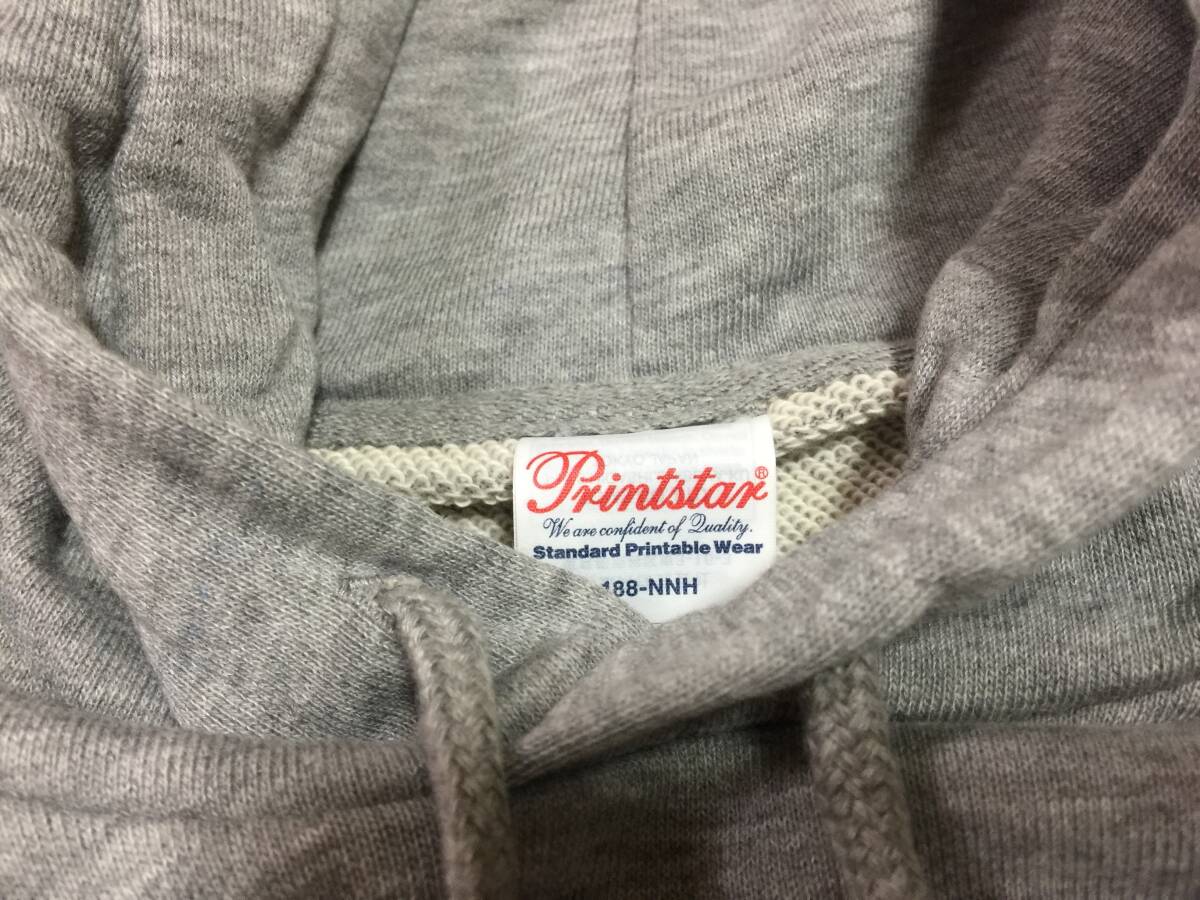 Printstar®
We are confident of Quality.
Standard Printable Wear
188-NNH